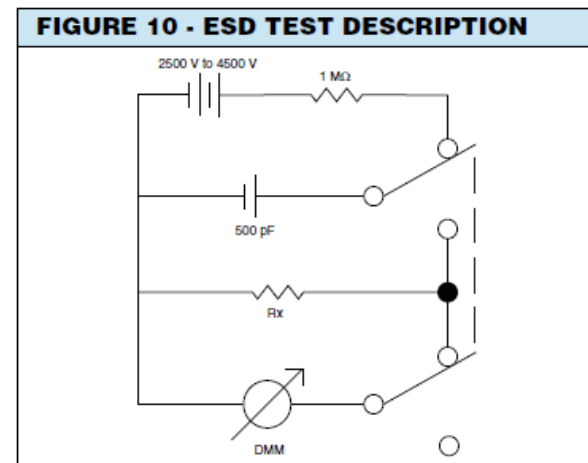 FIGURE 10 - ESD TEST DESCRIPTION
2500 V to 4500 V
1 MΩ
500 pF
Rx
DMM